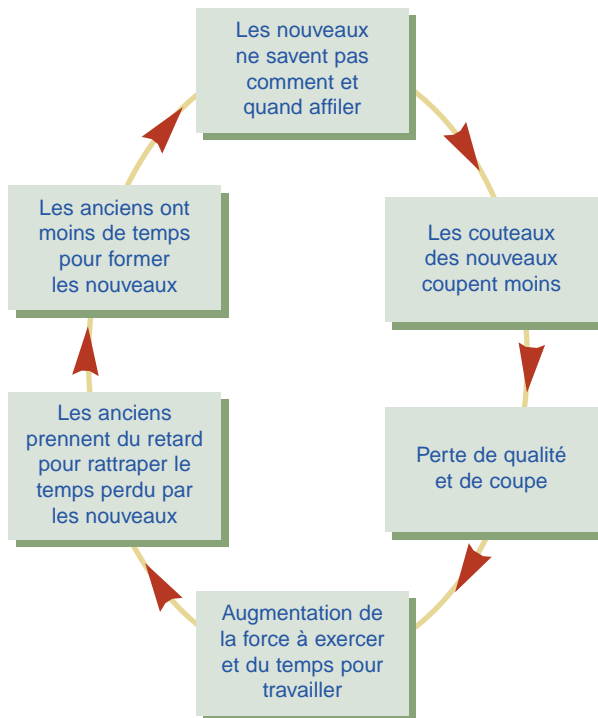 Les nouveaux
ne savent pas
comment et
quand affiler
Les couteaux
des nouveaux
coupent moins
Perte de qualité
et de coupe
Augmentation de
la force à exercer
et du temps pour
travailler
Les anciens
prennent du retard
pour rattraper le
temps perdu par
les nouveaux
Les anciens ont
moins de temps
pour former
les nouveaux